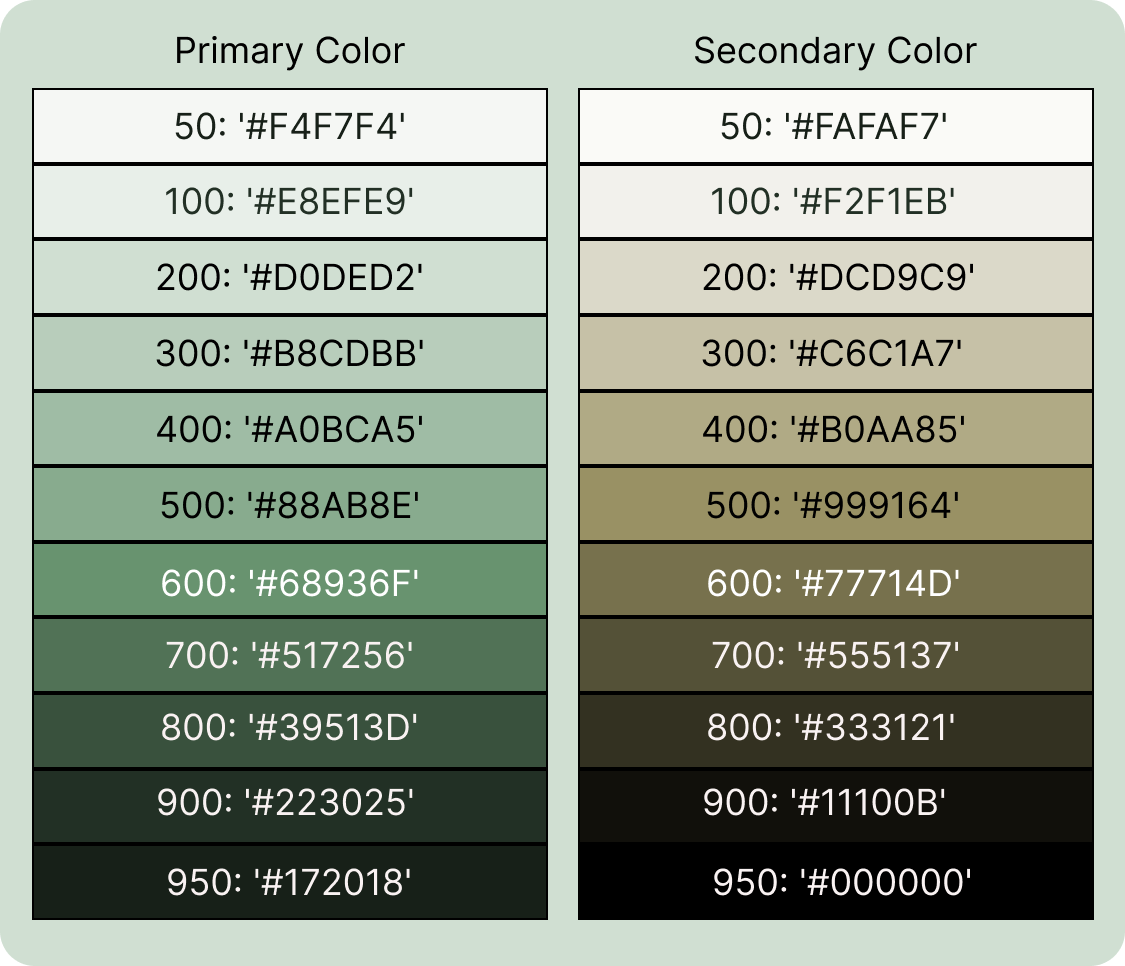 Primary Color
50: '#F4F7F4'
100: '#E8EFE9'
200: '#D0DED2'
300: '#B8CDBB'
400: '#A0BCA5'
500: '#88AB8E'
600: '#68936F'
700: '#517256'
800: '#39513D'
900: '#223025'
950: '#172018'
Secondary Color
50: '#FAFAF7'
100: '#F2F1EB'
200: '#DCD9C9'
300: '#C6C1A7'
400: '#B0AA85'
500: '#999164'
600: '#77714D'
700: '#555137'
800: '#333121'
900: '#11100B'
950: '#000000'